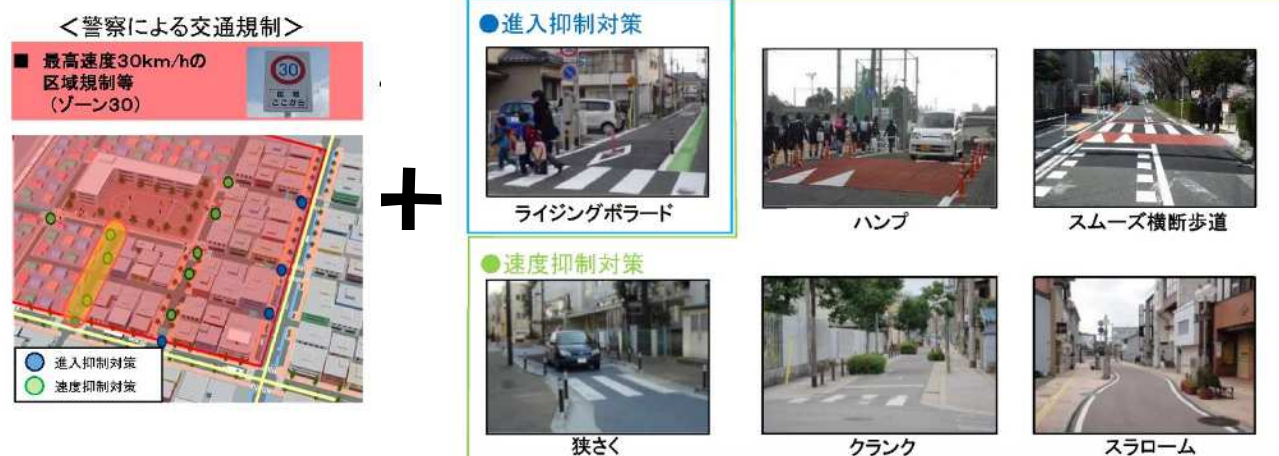 ＜警察による交通規制＞
■ 最高速度30km/hの
区域規制等
（ゾーン30）
30
区域
ここから
進入抑制対策
速度抑制対策
+
●進入抑制対策
ライジングボラード
ハンプ
スムーズ横断歩道
●速度抑制対策
狭さく
クランク
スラローム